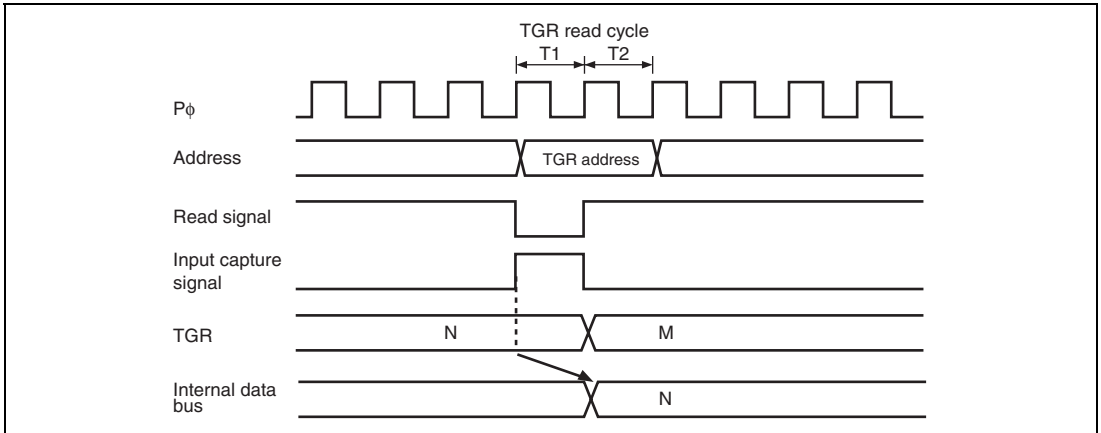 TGR read cycle
T1 T2
Pϕ
Address
TGR address
Read signal
Input capture
signal
TGR
N
M
Internal data
bus
N